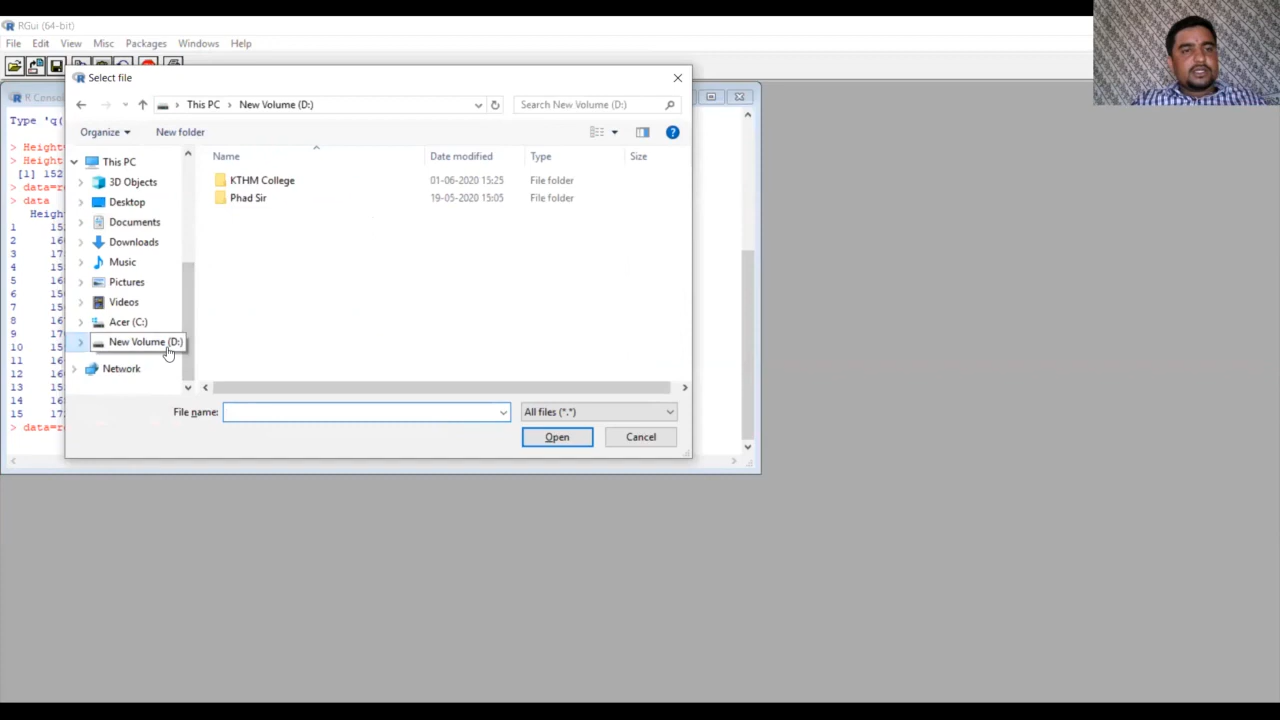 RGui (64-bit)
File Edit View Misc Packages Windows Help
Select file
This PC New Volume (D:) Search New Volume (D:)
Organize New folder
Name Date modified Type Size
This PC
3D Objects
Desktop
Documents
Downloads
Music
Pictures
Videos
Acer (C:)
New Volume (D:)
Network
KTHM College 01-06-2020 15:25 File folder
Phad Sir 19-05-2020 15:05 File folder
File name: All files (*.*)
Open Cancel
R Conso
Type 'q(
> Height
> Height
[1] 152
> data=r
> data
Heigh
1 15
2 16
3 17
4 15
5 16
6 15
7 15
8 16
9 17
10 15
11 16
12 16
13 15
14 16
15 17
> data=r